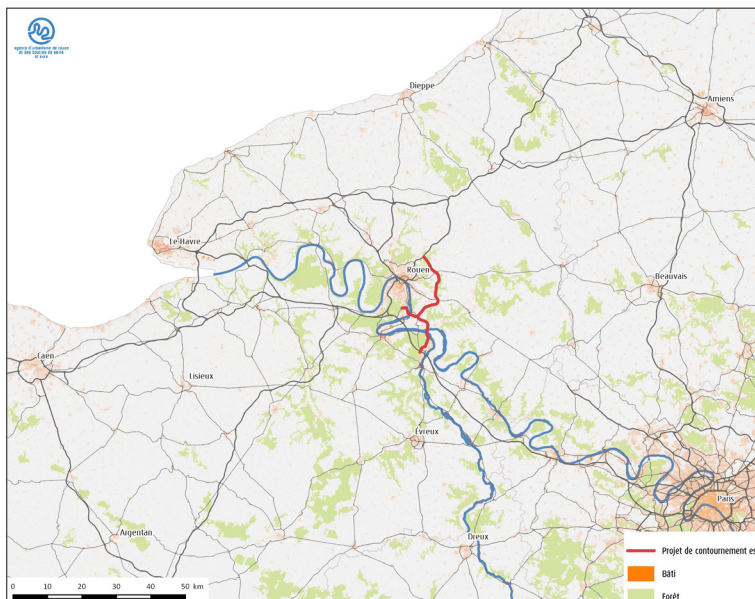 agence d'urbanisme de rouen
et des boucles de seine
et eure
Dieppe
Amiens
Le Havre
Rouen
Beauvais
Caen
Lisieux
Évreux
Paris
Argentan
Dreux
Projet de contournement es
Bâti
Forêt
0 10 20 30 40 50 km